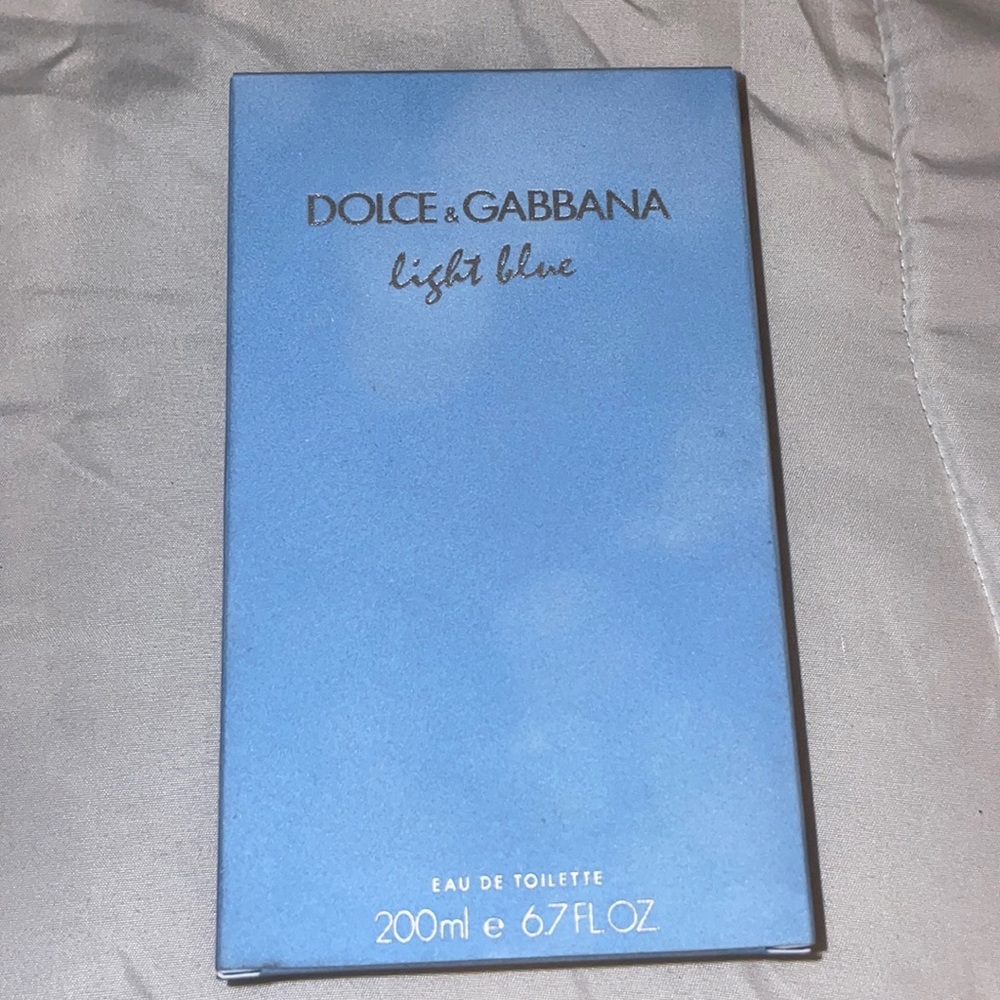 DOLCE & GABBANA
light blue
EAU DE TOILETTE
200ml e 6.7 FL.OZ.